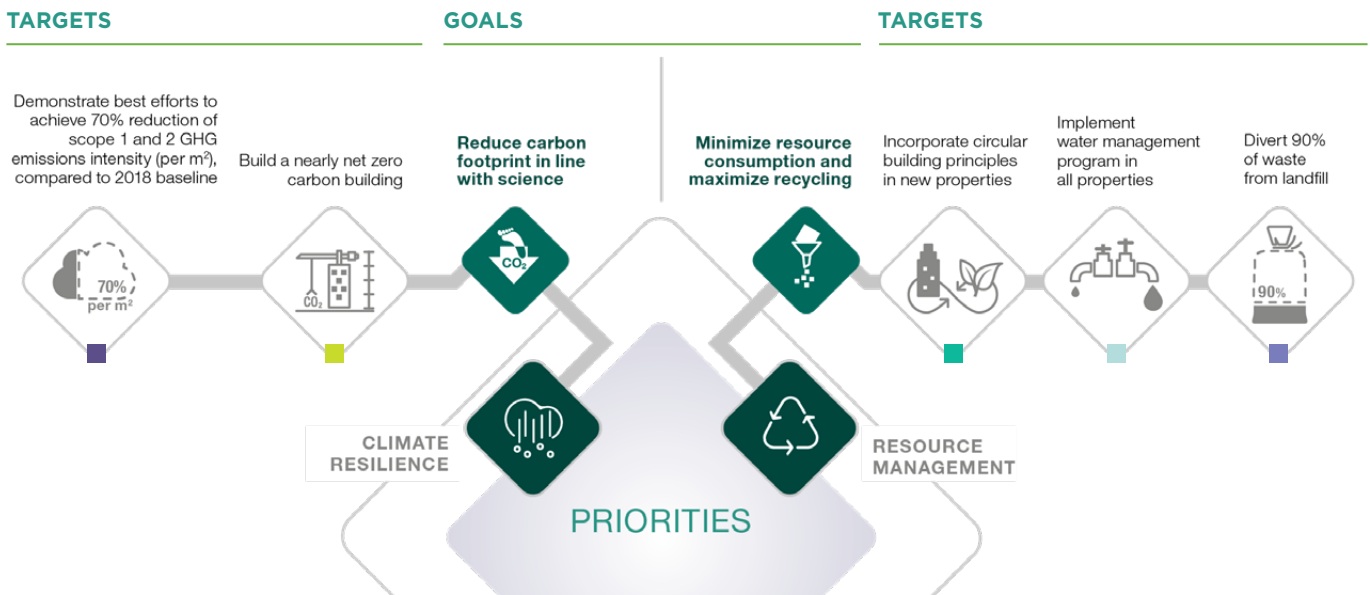 TARGETS
GOALS
TARGETS
Demonstrate best efforts to
achieve 70% reduction of
scope 1 and 2 GHG
emissions intensity (per m²),
compared to 2018 baseline
Build a nearly net zero
carbon building
Reduce carbon
footprint in line
with science
Minimize resource
consumption and
maximize recycling
Incorporate circular
building principles
in new properties
Implement
water management
program in
all properties
Divert 90%
of waste
from landfill
70%
per m²
CO₂
CO₂
90%
CLIMATE
RESILIENCE
RESOURCE
MANAGEMENT
PRIORITIES